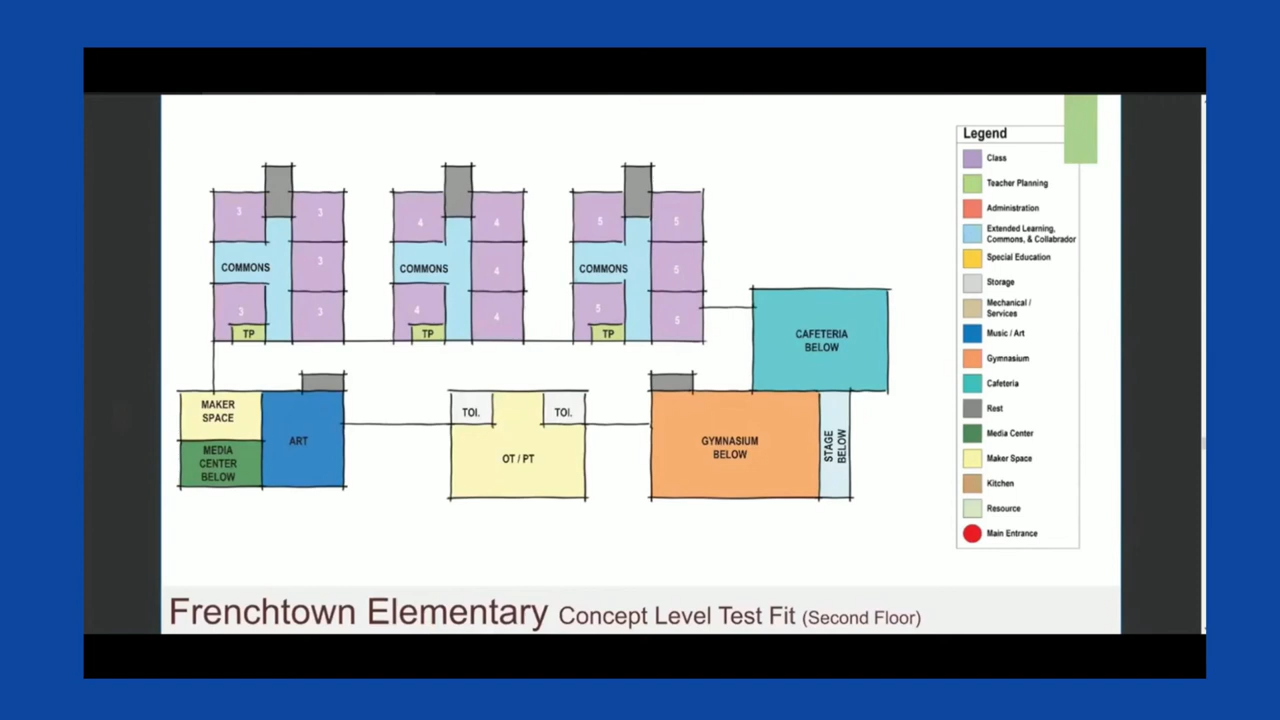 3
3
4
4
5
5
COMMONS
3
COMMONS
4
COMMONS
5
3
3
4
4
5
5
TP
TP
TP
CAFETERIA
BELOW
MAKER
SPACE
MEDIA
CENTER
BELOW
ART
TOI.
TOI.
OT / PT
GYMNASIUM
BELOW
STAGE
BELOW
Legend
Class
Teacher Planning
Administration
Extended Learning,
Commons, & Collabrador
Special Education
Storage
Mechanical /
Services
Music / Art
Gymnasium
Cafeteria
Rest
Media Center
Maker Space
Kitchen
Resource
Main Entrance
Frenchtown Elementary Concept Level Test Fit (Second Floor)